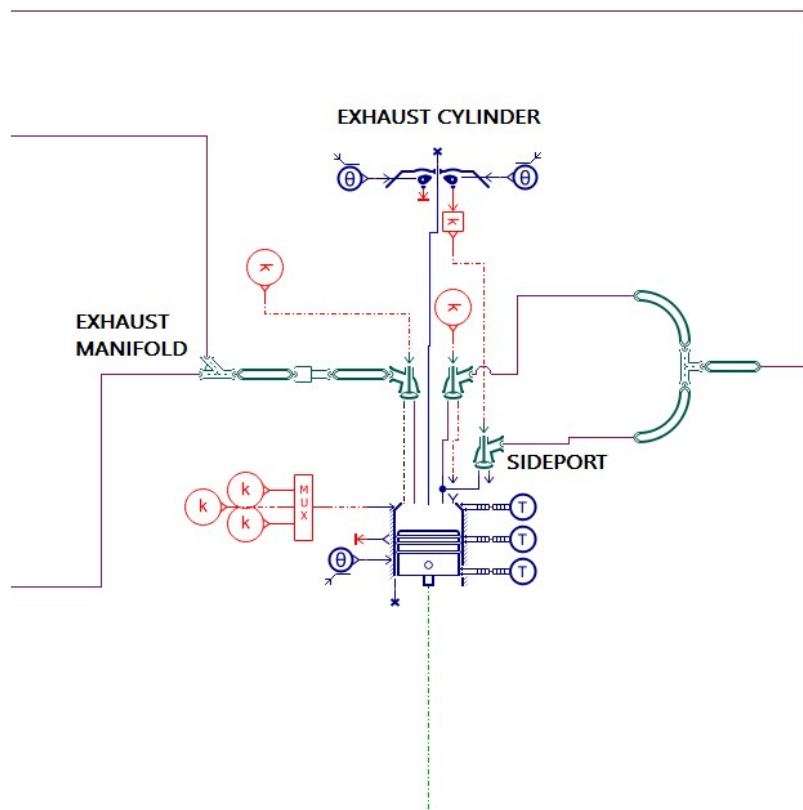 EXHAUST CYLINDER
θ
θ
k
k
k
EXHAUST
MANIFOLD
SIDEPORT
k
k
k
MUX
T
T
T
θ